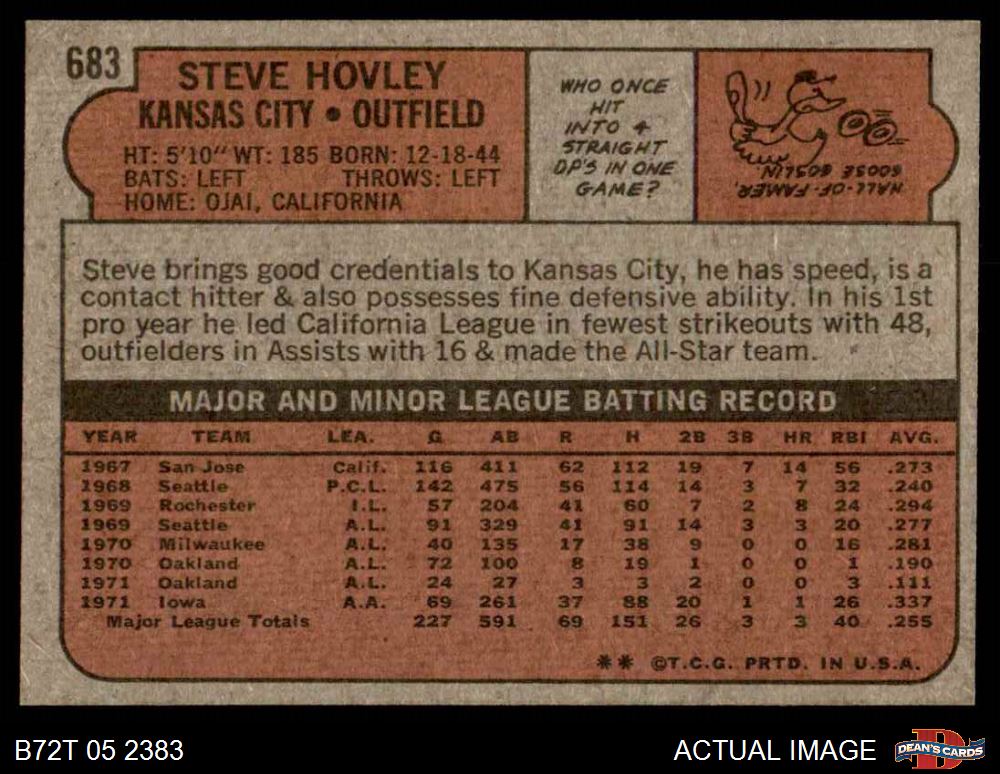 683
STEVE HOVLEY
KANSAS CITY • OUTFIELD
HT: 5'10" WT: 185 BORN: 12-18-44
BATS: LEFT THROWS: LEFT
HOME: OJAI, CALIFORNIA
WHO ONCE
HIT
INTO 4
STRAIGHT
DP'S IN ONE
GAME?
HALL-OF-FAMER,
GOOSE GOSLIN.
Steve brings good credentials to Kansas City, he has speed, is a
contact hitter & also possesses fine defensive ability. In his 1st
pro year he led California League in fewest strikeouts with 48,
outfielders in Assists with 16 & made the All-Star team.
MAJOR AND MINOR LEAGUE BATTING RECORD
YEAR TEAM LEA. G AB R H 2B 3B HR RBI AVG.
1967 San Jose Calif. 116 411 62 112 19 7 14 56 .273
1968 Seattle P.C.L. 142 475 56 114 14 3 7 32 .240
1969 Rochester I.L. 57 204 41 60 7 2 8 24 .294
1969 Seattle A.L. 91 329 41 91 14 3 3 20 .277
1970 Milwaukee A.L. 40 135 17 38 9 0 0 16 .281
1970 Oakland A.L. 72 100 8 19 1 0 0 1 .190
1971 Oakland A.L. 24 27 3 3 2 0 0 3 .111
1971 Iowa A.A. 69 261 37 88 20 1 1 26 .337
Major League Totals 227 591 69 151 26 3 3 40 .255
** ©T.C.G. PRTD. IN U.S.A.
B72T 05 2383
ACTUAL IMAGE
DEAN'S CARDS